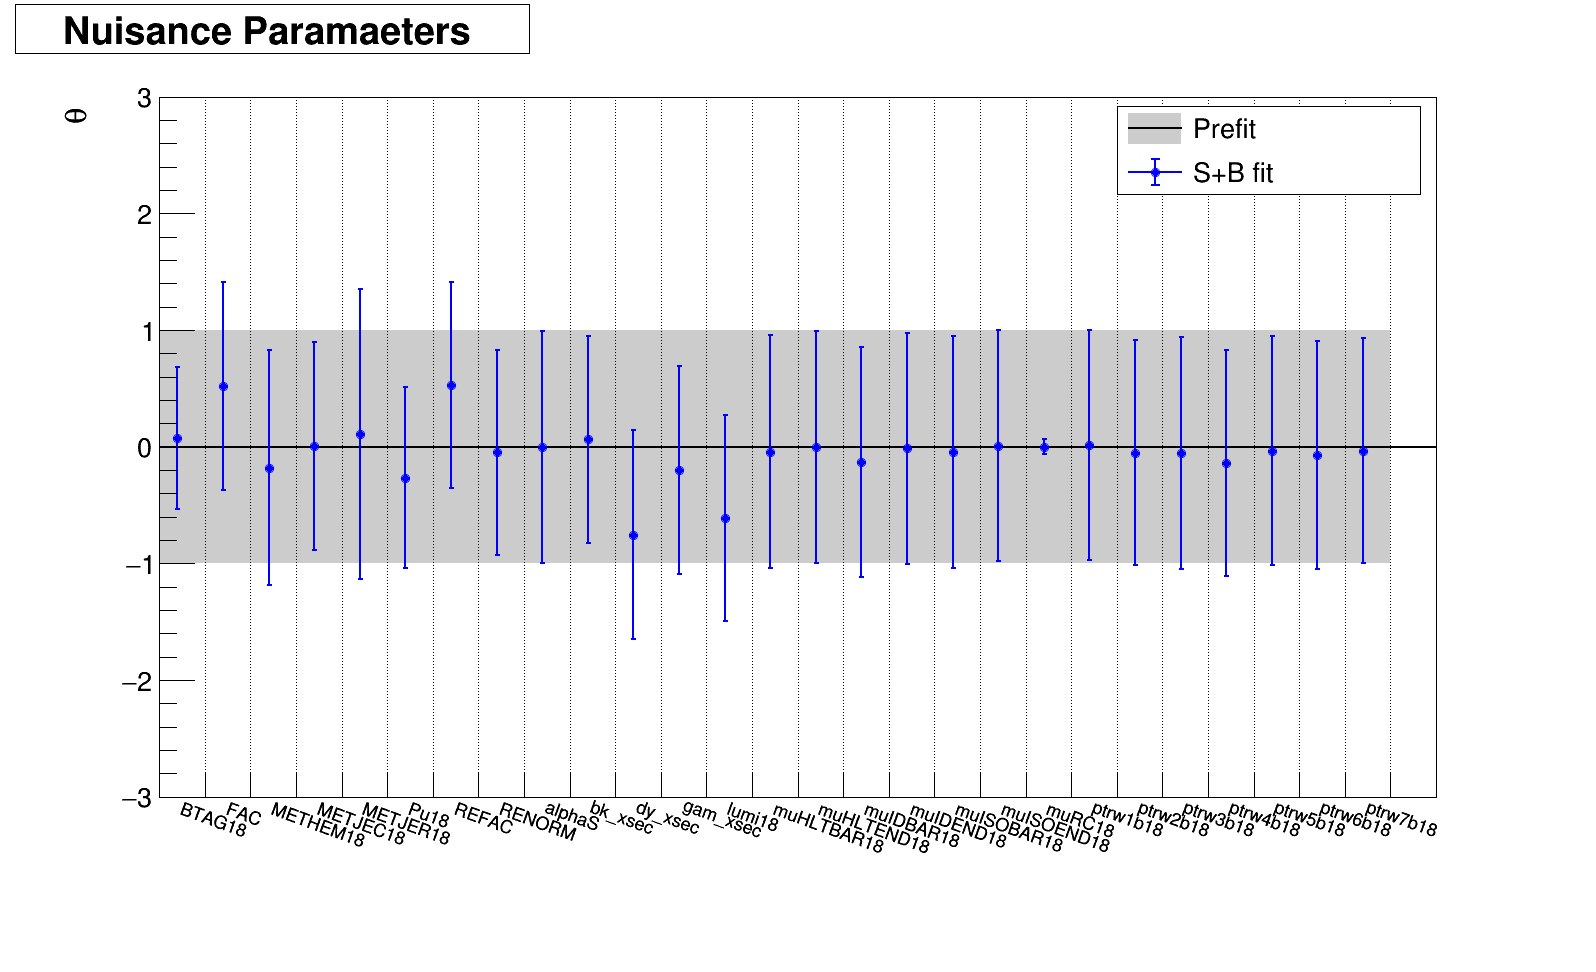 Nuisance Paramaeters
θ
3
2
1
0
−1
−2
−3
Prefit
S+B fit
BTAG18
FAC
METHEM18
METJEC18
METJER18
Pu18
REFAC
RENORM
alphaS
bk_xsec
dy_xsec
gam_xsec
lumi18
muHLTBAR18
muHLTEND18
muIDBAR18
muIDEND18
muISOBAR18
muISOEND18
muRC18
ptrw1b18
ptrw2b18
ptrw3b18
ptrw4b18
ptrw5b18
ptrw6b18
ptrw7b18